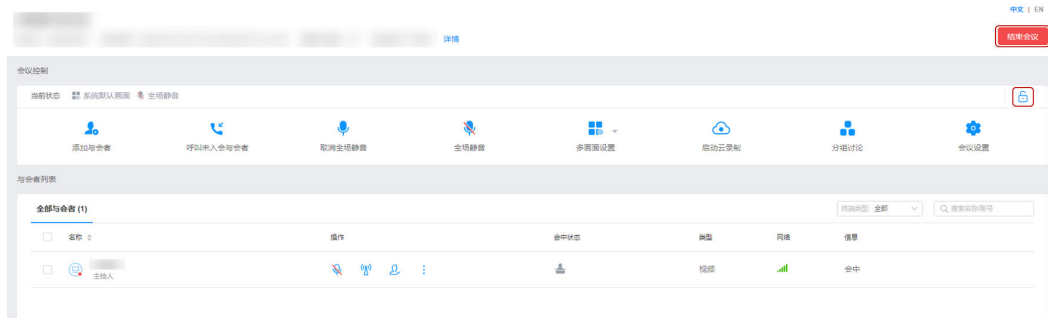 中文 | EN
详情
结束会议
会议控制
当前状态 系统默认画面 全场静音
添加与会者 呼叫未入会与会者 取消全场静音 全场静音 多画面设置 启动云录制 分组讨论 会议设置
与会者列表
全部与会者 (1) 终端类型 全部 搜索名称/账号
名称 操作 会中状态 类型 网络 信息
主持人 视频 会中